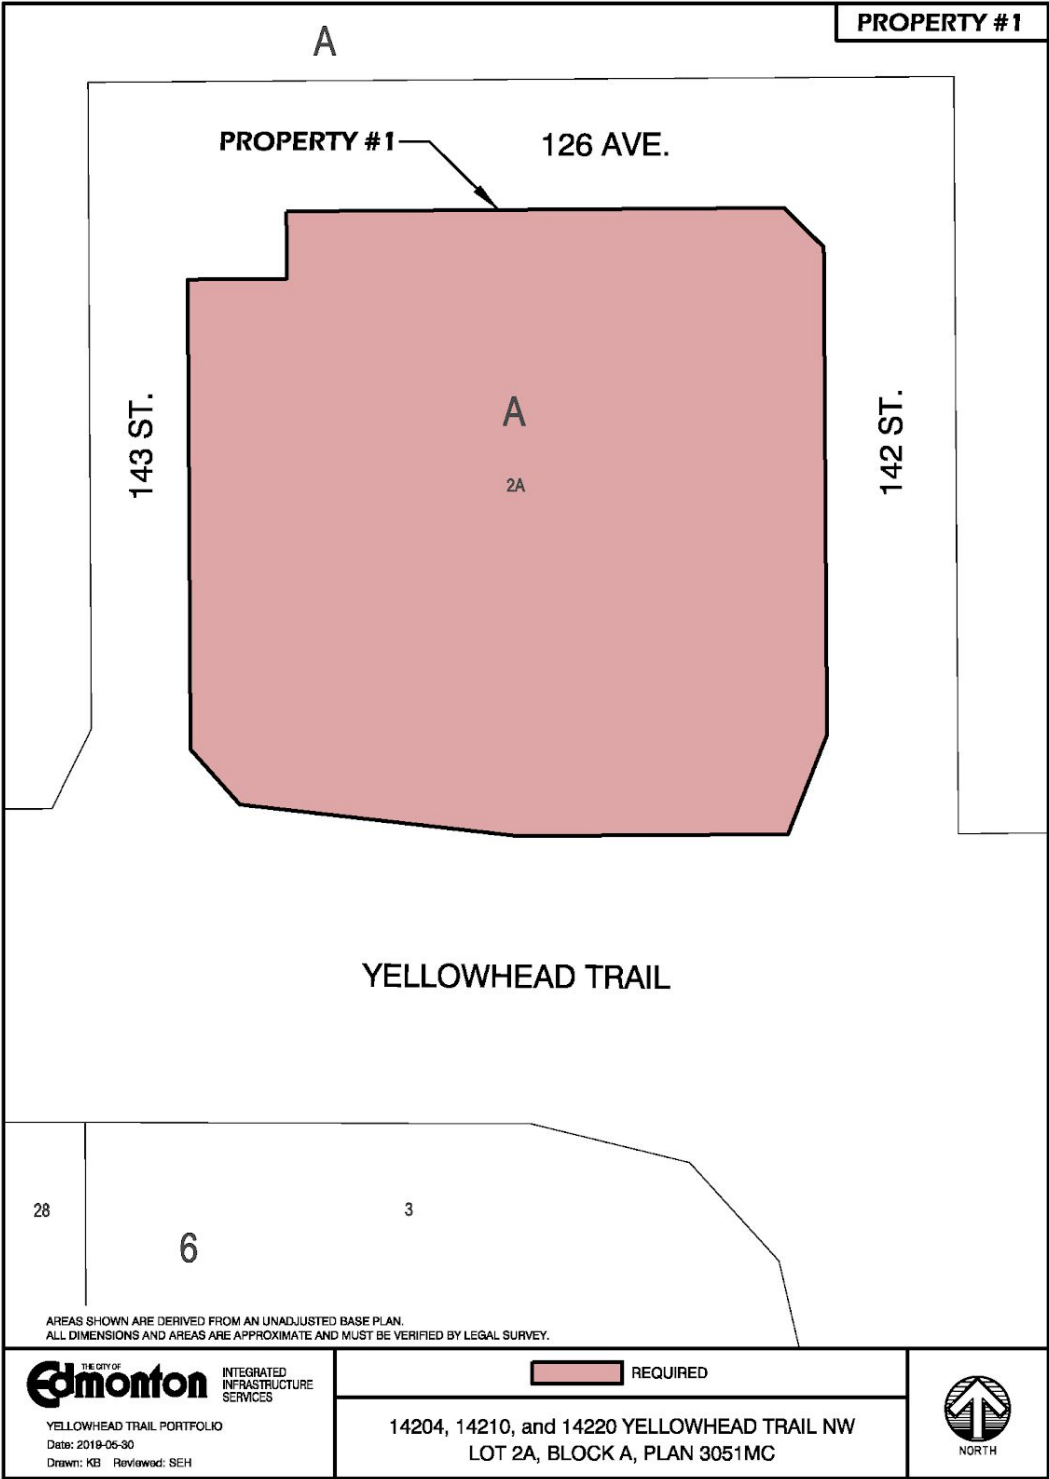 PROPERTY #1
A
PROPERTY #1
126 AVE.
143 ST.
A
142 ST.
2A
YELLOWHEAD TRAIL
28
3
6
AREAS SHOWN ARE DERIVED FROM AN UNADJUSTED BASE PLAN.
ALL DIMENSIONS AND AREAS ARE APPROXIMATE AND MUST BE VERIFIED BY LEGAL SURVEY.
THE CITY OF
Edmonton
INTEGRATED
INFRASTRUCTURE
SERVICES
YELLOWHEAD TRAIL PORTFOLIO
Date: 2019-05-30
Drawn: KB Reviewed: SEH
REQUIRED
14204, 14210, and 14220 YELLOWHEAD TRAIL NW
LOT 2A, BLOCK A, PLAN 3051MC
NORTH